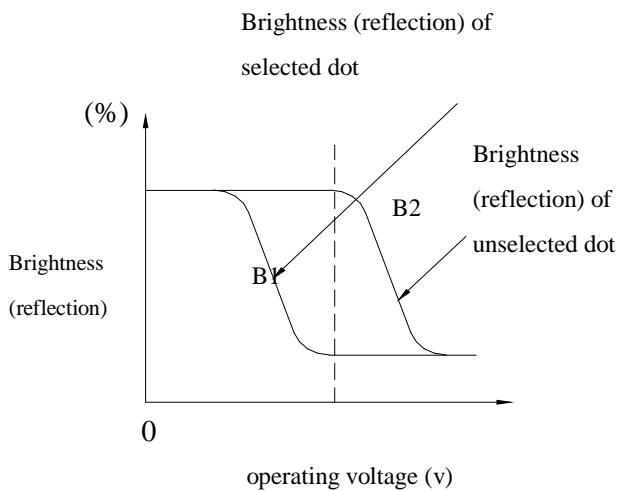 Brightness (reflection) of
selected dot
(%)
Brightness
(reflection) of
unselected dot
B2
B1
Brightness
(reflection)
0
operating voltage (v)